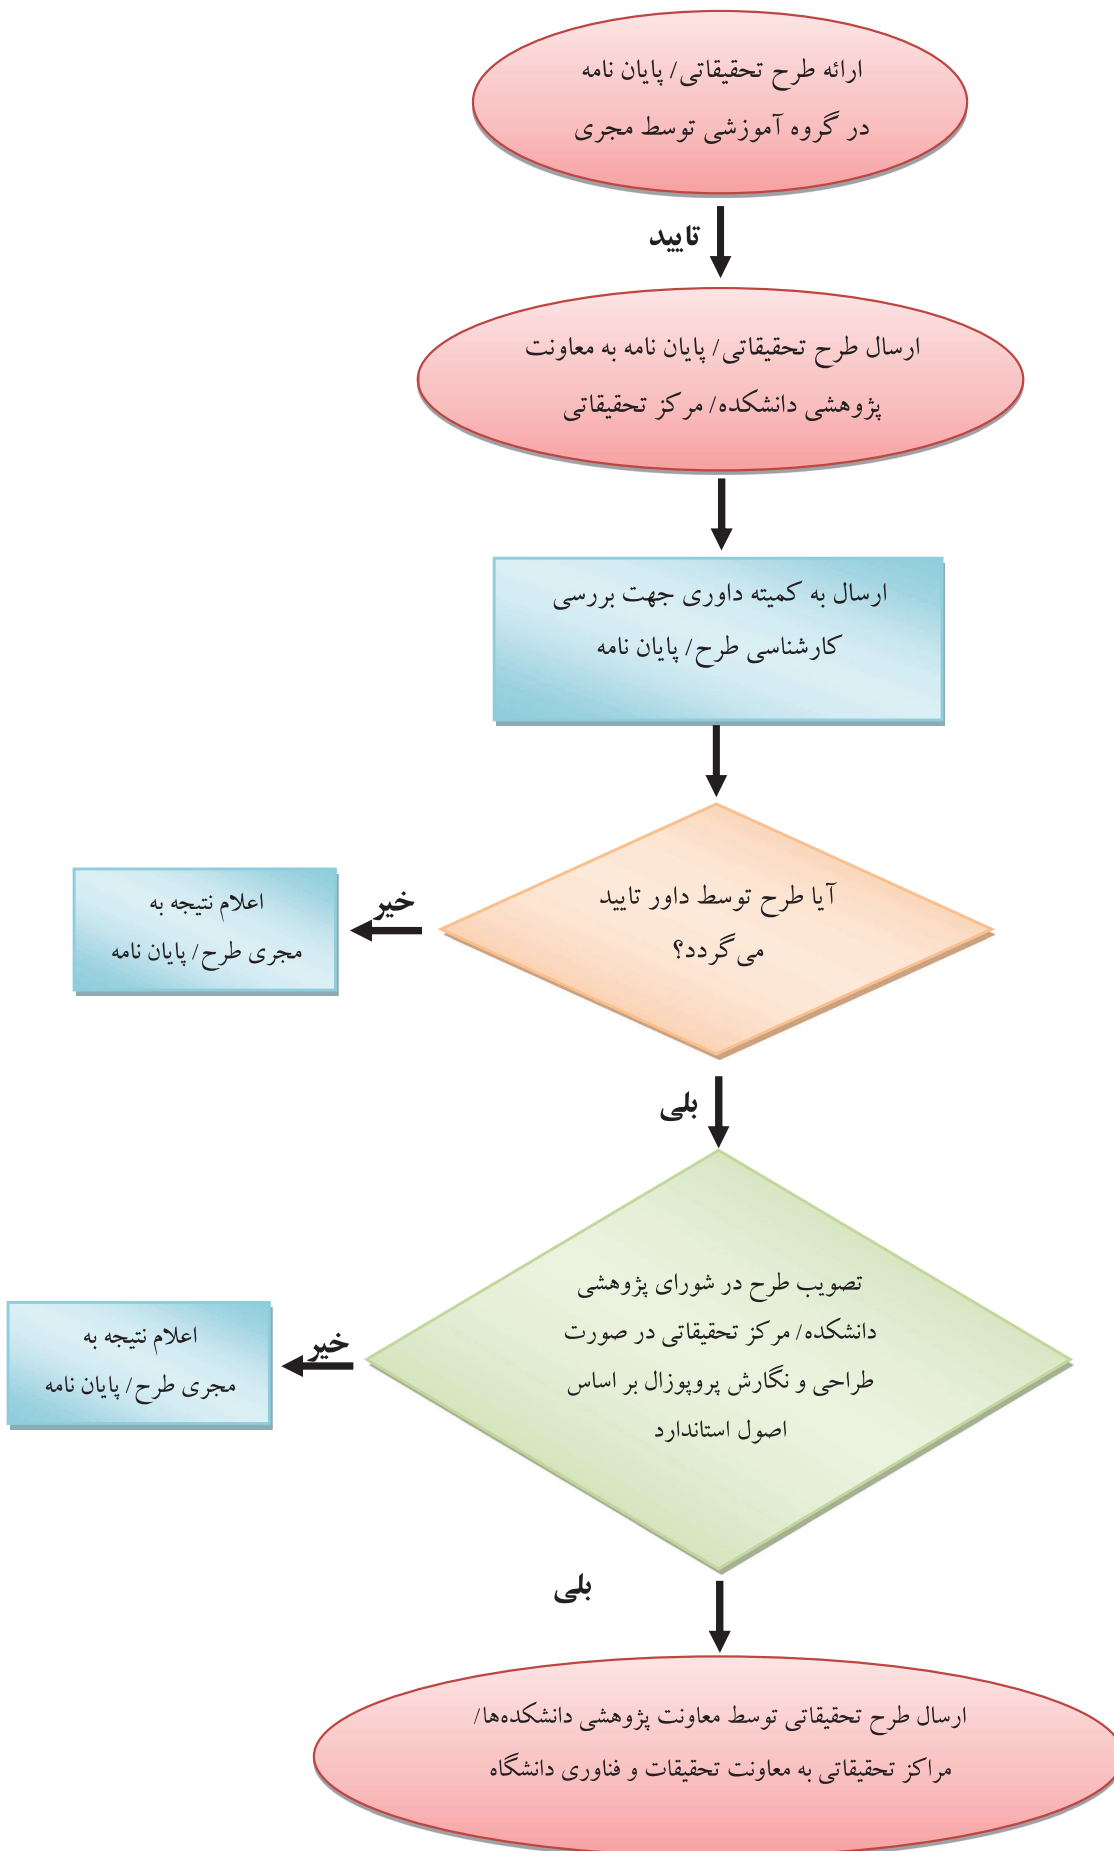 ارائه طرح تحقیقاتی/ پایان نامه
در گروه آموزشی توسط مجری
تایید
ارسال طرح تحقیقاتی/ پایان نامه به معاونت
پژوهشی دانشکده/ مرکز تحقیقاتی
ارسال به کمیته داوری جهت بررسی
کارشناسی طرح/ پایان نامه
آیا طرح توسط داور تایید
می‌گردد؟
خیر
اعلام نتیجه به
مجری طرح/ پایان نامه
بلی
تصویب طرح در شورای پژوهشی
دانشکده/ مرکز تحقیقاتی در صورت
طراحی و نگارش پروپوزال بر اساس
اصول استاندارد
خیر
اعلام نتیجه به
مجری طرح/ پایان نامه
بلی
ارسال طرح تحقیقاتی توسط معاونت پژوهشی دانشکده‌ها/
مراکز تحقیقاتی به معاونت تحقیقات و فناوری دانشگاه